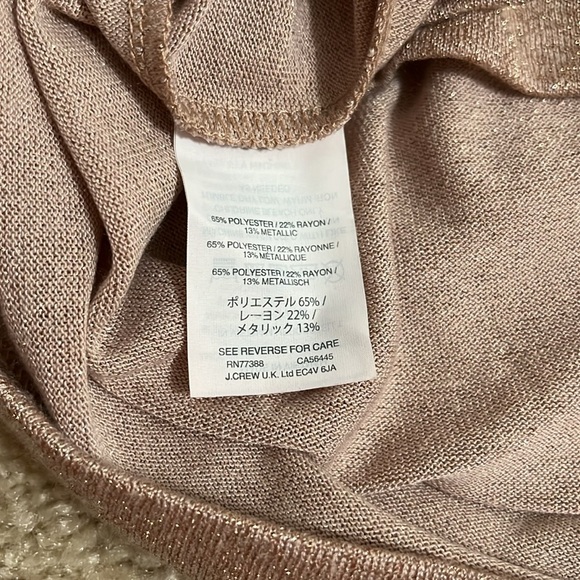 65% POLYESTER / 22% RAYON /
13% METALLIC
65% POLYESTER / 22% RAYONNE /
13% MÉTALLIQUE
65% POLYESTER / 22% RAYON /
13% METALLISCH
ポリエステル 65% /
レーヨン 22% /
メタリック 13%
SEE REVERSE FOR CARE
RN77388 CA56445
J.CREW U.K. Ltd EC4V 6JA